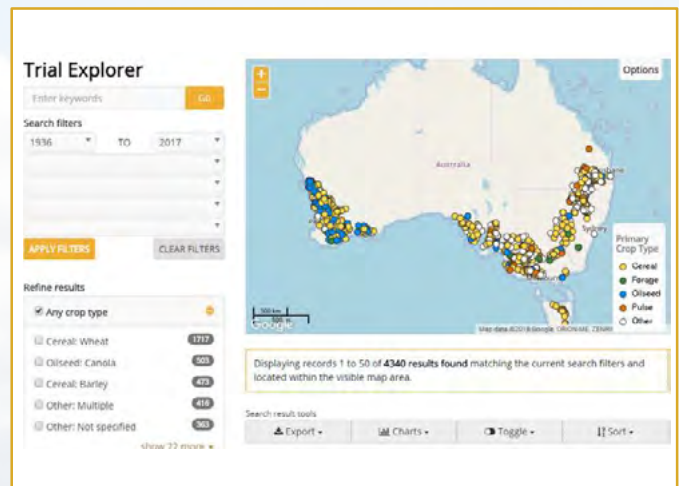 Trial Explorer
Enter keywords
GO
Search filters
1936 TO 2017
APPLY FILTERS
CLEAR FILTERS
Refine results
Any crop type
Cereal: Wheat 1717
Oilseed: Canola 503
Cereal: Barley 473
Other: Multiple 416
Other: Not specified 363
show 22 more
+
−
Options
Australia
Sydney
Primary
Crop Type
Cereal
Forage
Oilseed
Pulse
Other
Google
Displaying records 1 to 50 of 4340 results found matching the current search filters and
located within the visible map area.
Search result tools
Export
Charts
Toggle
Sort